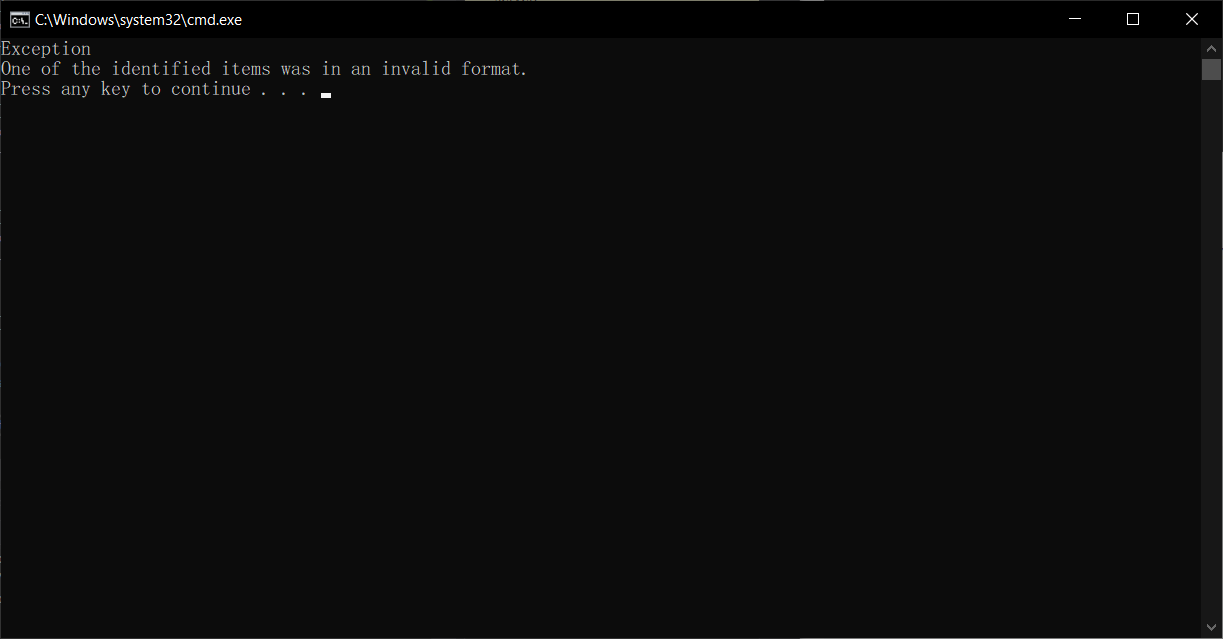 C:\Windows\system32\cmd.exe
Exception
One of the identified items was in an invalid format.
Press any key to continue . . .